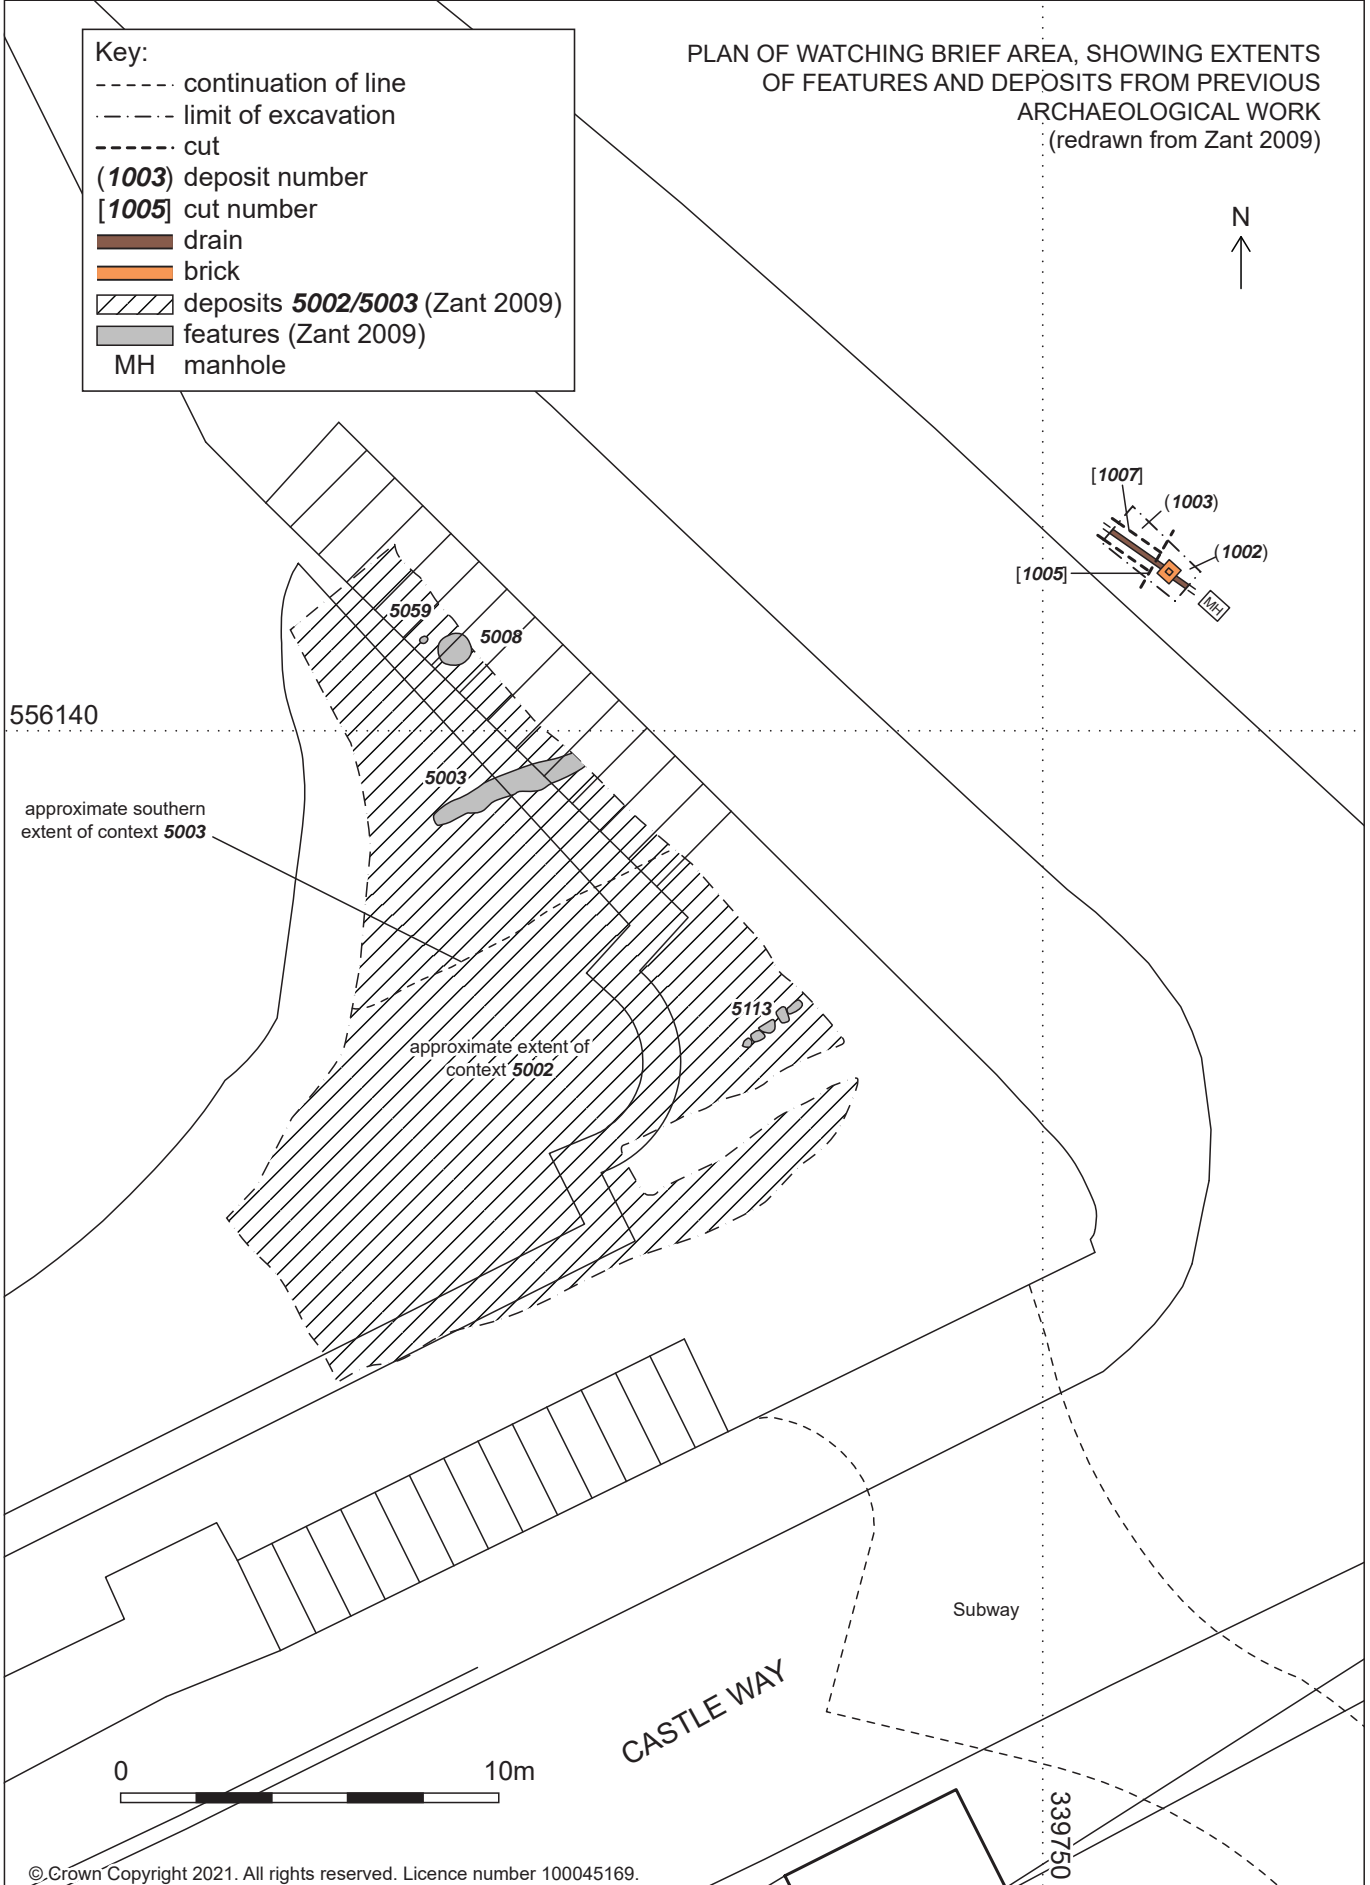 Key:
continuation of line
limit of excavation
cut
(1003) deposit number
[1005] cut number
drain
brick
deposits 5002/5003 (Zant 2009)
features (Zant 2009)
MH manhole
PLAN OF WATCHING BRIEF AREA, SHOWING EXTENTS
OF FEATURES AND DEPOSITS FROM PREVIOUS
ARCHAEOLOGICAL WORK
(redrawn from Zant 2009)
N
[1007]
(1003)
(1002)
[1005]
MH
5059
5008
556140
5003
approximate southern
extent of context 5003
5113
approximate extent of
context 5002
Subway
CASTLE WAY
0 10m
339750
© Crown Copyright 2021. All rights reserved. Licence number 100045169.